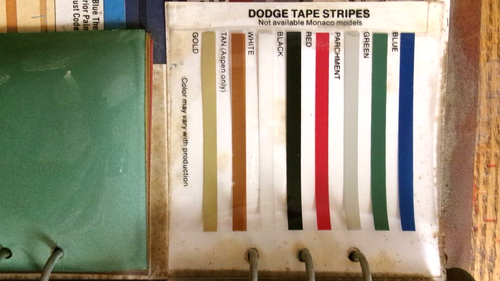 DODGE TAPE STRIPES
Not available Monaco models
GOLD
TAN (Aspen only)
WHITE
BLACK
RED
PARCHMENT
GREEN
BLUE
Color may vary with production
Blue